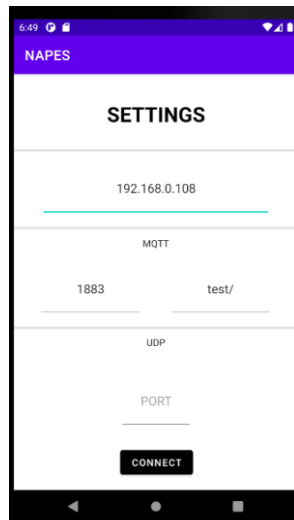 6:49
NAPES
SETTINGS
192.168.0.108
MQTT
1883 test/
UDP
PORT
CONNECT